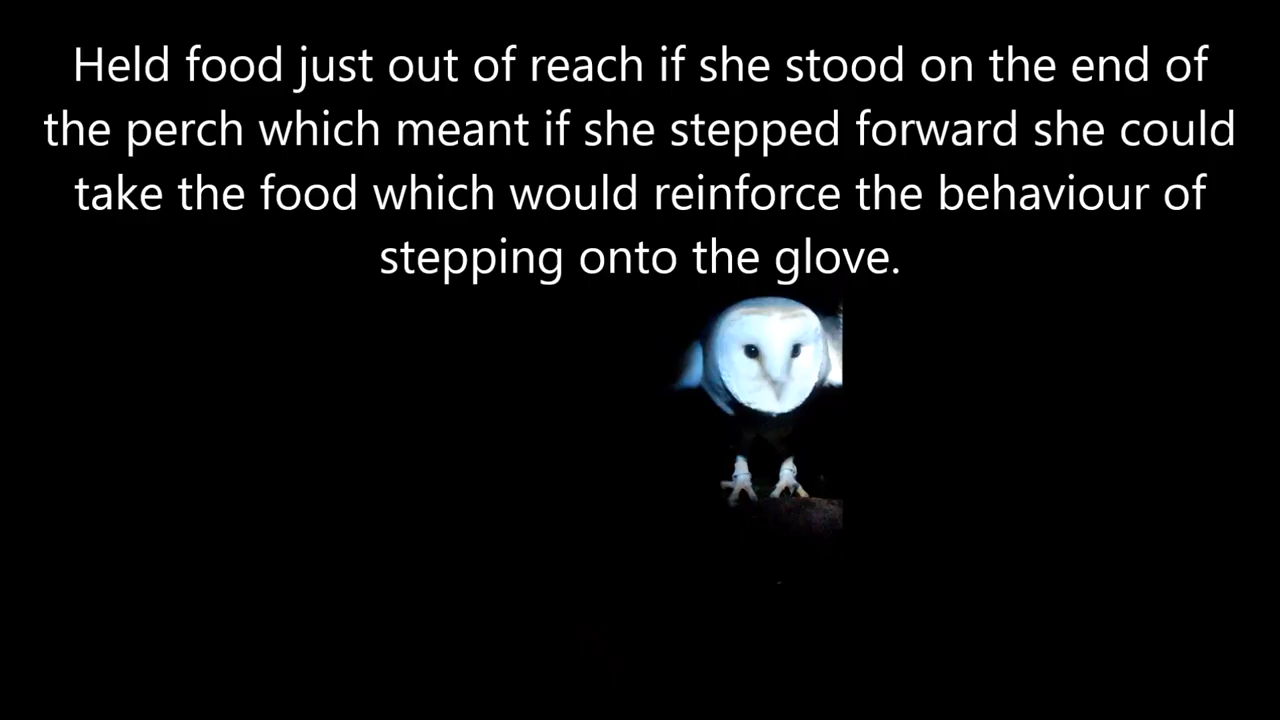 Held food just out of reach if she stood on the end of
the perch which meant if she stepped forward she could
take the food which would reinforce the behaviour of
stepping onto the glove.